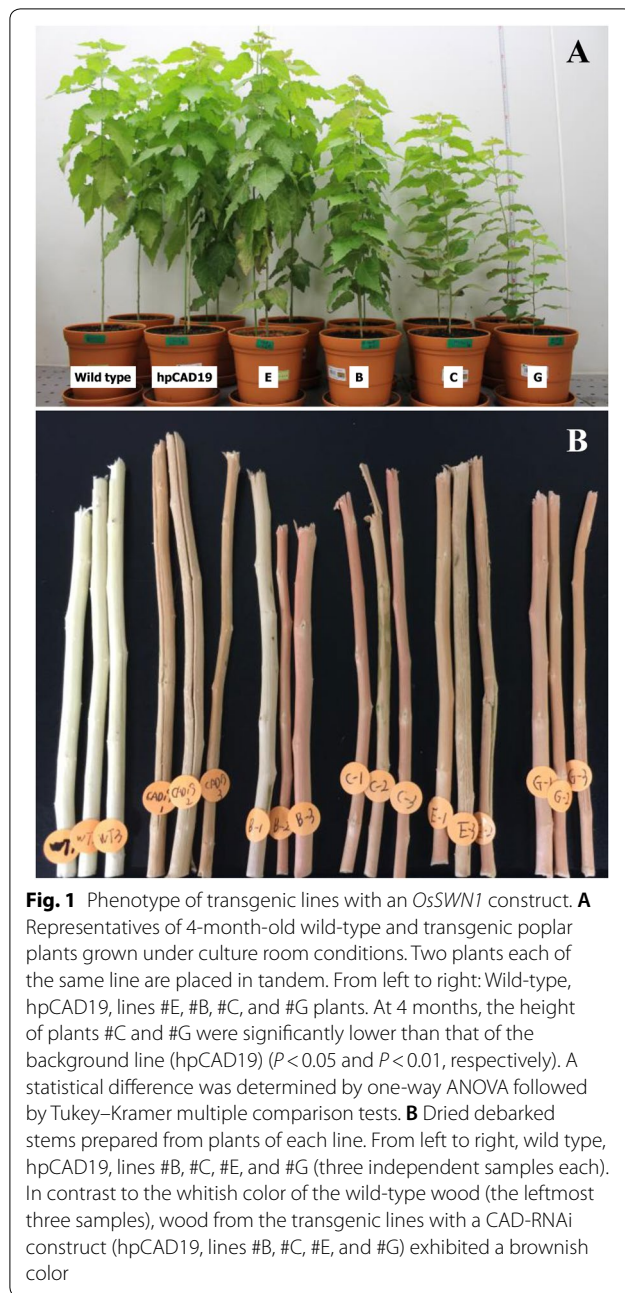 A
Wild type hpCAD19 E B C G
B
WT3 CADi3 1 CADi3 2 CADi3 B-1 B-2 B-3 C-1 C-2 C-3 E-1 E-3 G-1 G-2 G-3
Fig. 1 Phenotype of transgenic lines with an OsSWN1 construct. A
Representatives of 4-month-old wild-type and transgenic poplar
plants grown under culture room conditions. Two plants each of
the same line are placed in tandem. From left to right: Wild-type,
hpCAD19, lines #E, #B, #C, and #G plants. At 4 months, the height
of plants #C and #G were significantly lower than that of the
background line (hpCAD19) (P < 0.05 and P < 0.01, respectively). A
statistical difference was determined by one-way ANOVA followed
by Tukey–Kramer multiple comparison tests. B Dried debarked
stems prepared from plants of each line. From left to right, wild type,
hpCAD19, lines #B, #C, #E, and #G (three independent samples each).
In contrast to the whitish color of the wild-type wood (the leftmost
three samples), wood from the transgenic lines with a CAD-RNAi
construct (hpCAD19, lines #B, #C, #E, and #G) exhibited a brownish
color